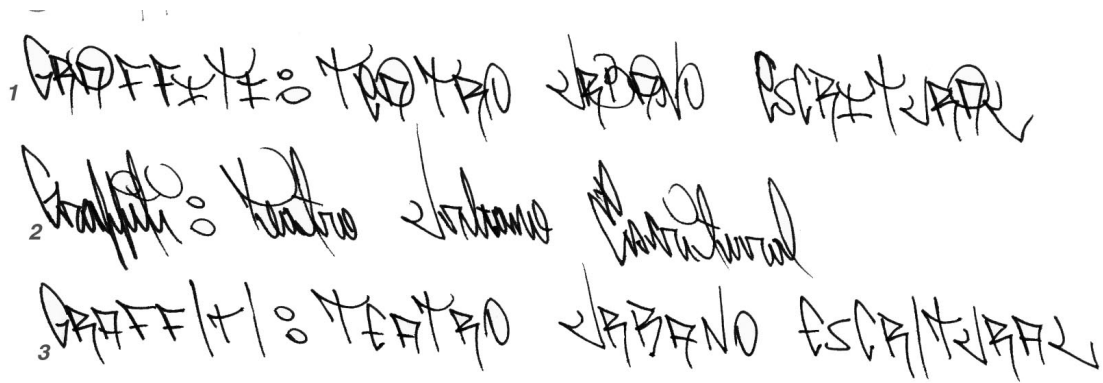 1 GRAFFITI: TEATRO URBANO ESCRITURAL
2 Graffiti: Teatro Urbano Escritural
3 GRAFFITI: TEATRO URBANO ESCRITURAL